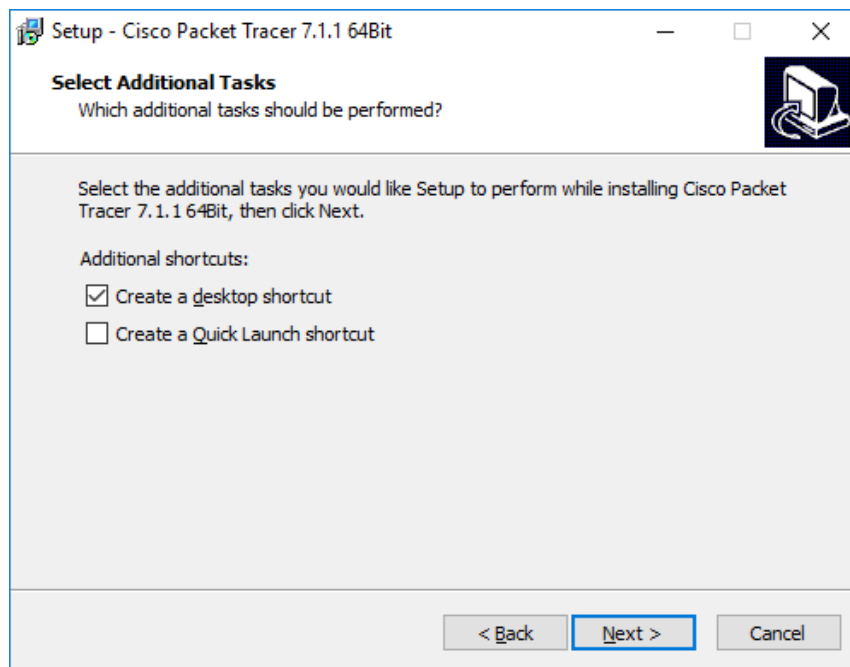 Setup - Cisco Packet Tracer 7.1.1 64Bit
Select Additional Tasks
Which additional tasks should be performed?
Select the additional tasks you would like Setup to perform while installing Cisco Packet
Tracer 7.1.1 64Bit, then click Next.
Additional shortcuts:
Create a desktop shortcut
Create a Quick Launch shortcut
< Back Next > Cancel